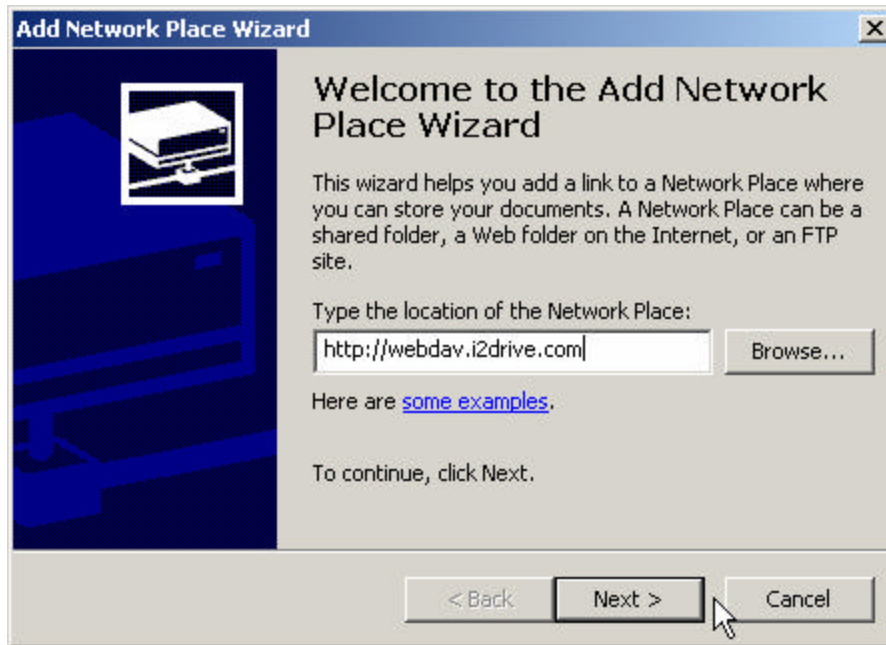 Add Network Place Wizard
Welcome to the Add Network
Place Wizard
This wizard helps you add a link to a Network Place where
you can store your documents. A Network Place can be a
shared folder, a Web folder on the Internet, or an FTP
site.
Type the location of the Network Place:
http://webdav.i2drive.com
Browse...
Here are some examples.
To continue, click Next.
< Back
Next >
Cancel